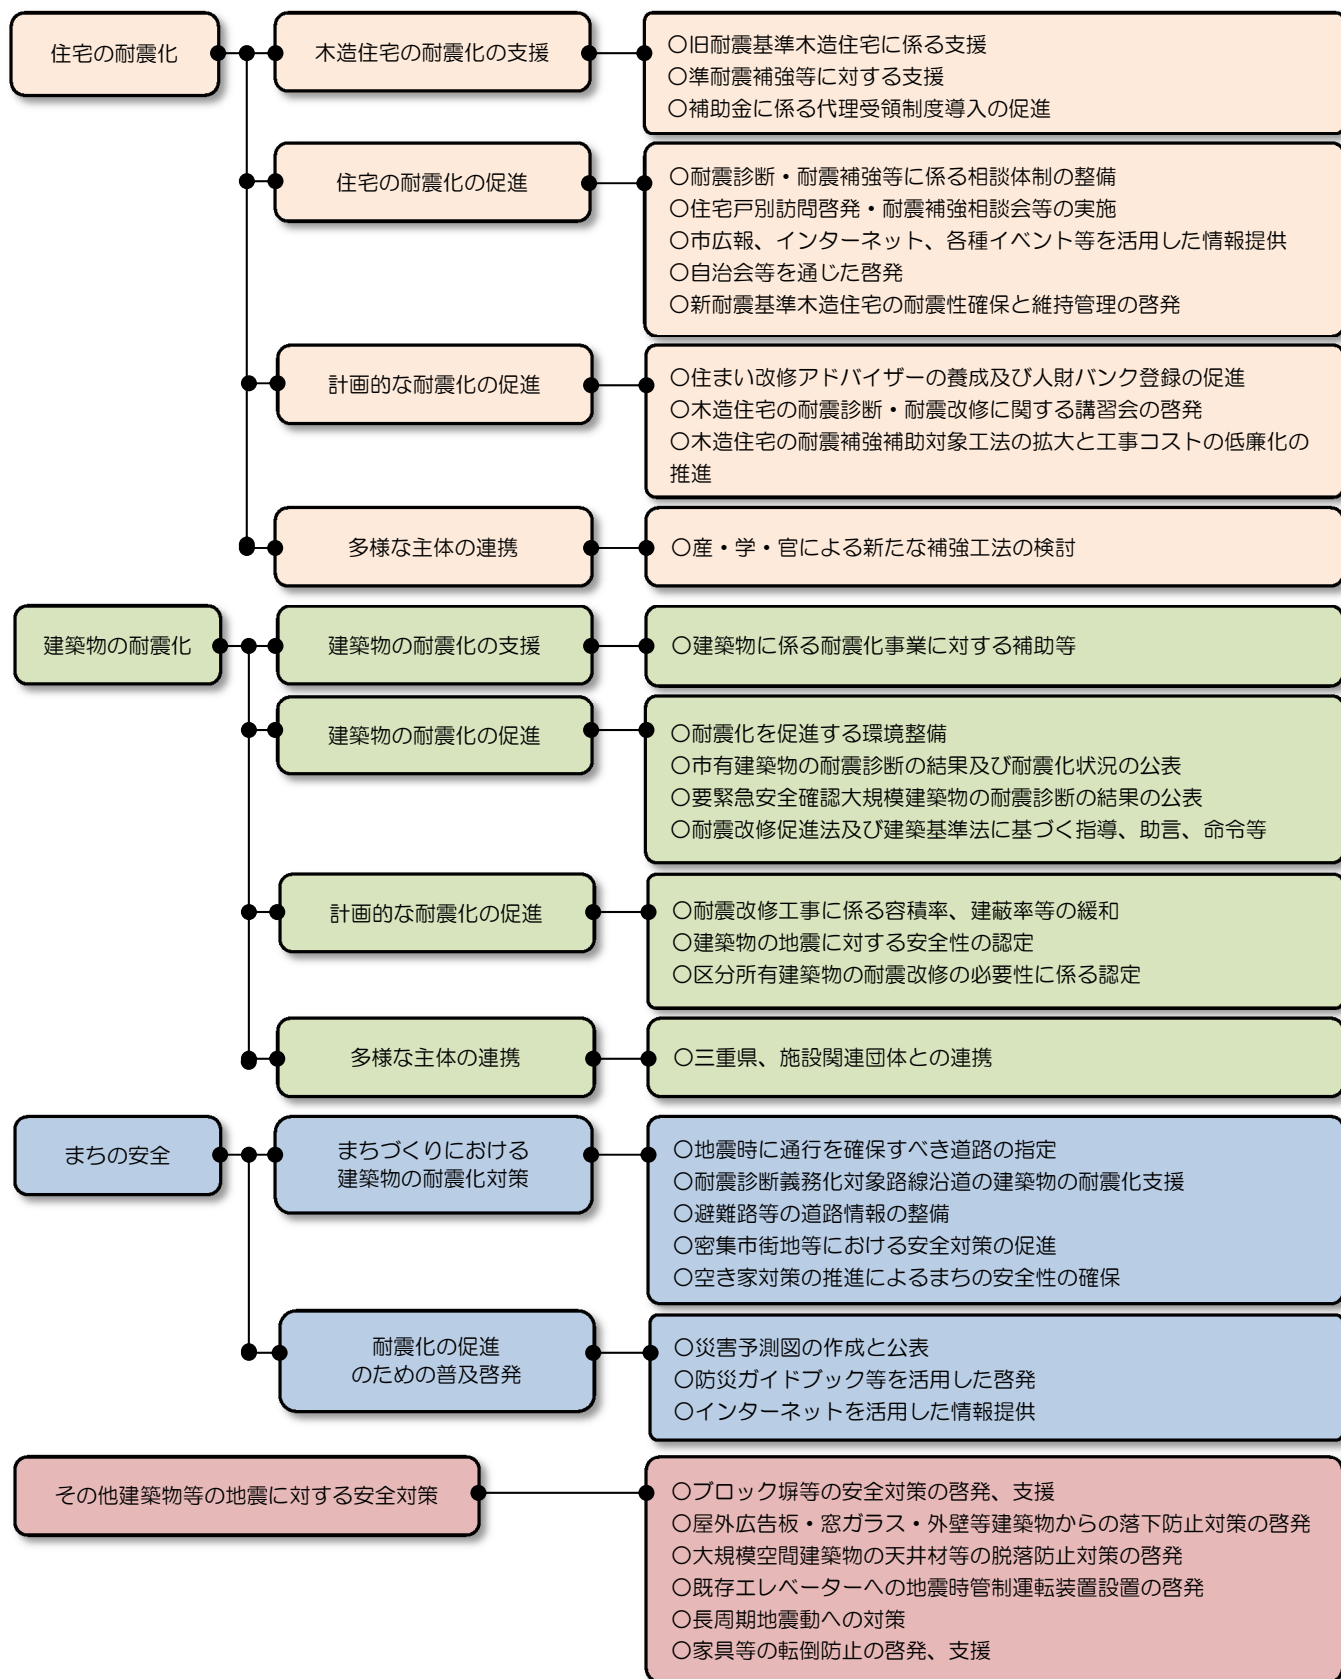 住宅の耐震化
木造住宅の耐震化の支援
〇旧耐震基準木造住宅に係る支援
〇準耐震補強等に対する支援
〇補助金に係る代理受領制度導入の促進
住宅の耐震化の促進
〇耐震診断・耐震補強等に係る相談体制の整備
〇住宅戸別訪問啓発・耐震補強相談会等の実施
〇市広報、インターネット、各種イベント等を活用した情報提供
〇自治会等を通じた啓発
〇新耐震基準木造住宅の耐震性確保と維持管理の啓発
計画的な耐震化の促進
〇住まい改修アドバイザーの養成及び人財バンク登録の促進
〇木造住宅の耐震診断・耐震改修に関する講習会の啓発
〇木造住宅の耐震補強補助対象工法の拡大と工事コストの低廉化の
推進
多様な主体の連携
〇産・学・官による新たな補強工法の検討
建築物の耐震化
建築物の耐震化の支援
〇建築物に係る耐震化事業に対する補助等
建築物の耐震化の促進
〇耐震化を促進する環境整備
〇市有建築物の耐震診断の結果及び耐震化状況の公表
〇要緊急安全確認大規模建築物の耐震診断の結果の公表
〇耐震改修促進法及び建築基準法に基づく指導、助言、命令等
計画的な耐震化の促進
〇耐震改修工事に係る容積率、建蔽率等の緩和
〇建築物の地震に対する安全性の認定
〇区分所有建築物の耐震改修の必要性に係る認定
多様な主体の連携
〇三重県、施設関連団体との連携
まちの安全
まちづくりにおける
建築物の耐震化対策
〇地震時に通行を確保すべき道路の指定
〇耐震診断義務化対象路線沿道の建築物の耐震化支援
〇避難路等の道路情報の整備
〇密集市街地等における安全対策の促進
〇空き家対策の推進によるまちの安全性の確保
耐震化の促進
のための普及啓発
〇災害予測図の作成と公表
〇防災ガイドブック等を活用した啓発
〇インターネットを活用した情報提供
その他建築物等の地震に対する安全対策
〇ブロック塀等の安全対策の啓発、支援
〇屋外広告板・窓ガラス・外壁等建築物からの落下防止対策の啓発
〇大規模空間建築物の天井材等の脱落防止対策の啓発
〇既存エレベーターへの地震時管制運転装置設置の啓発
〇長周期地震動への対策
〇家具等の転倒防止の啓発、支援